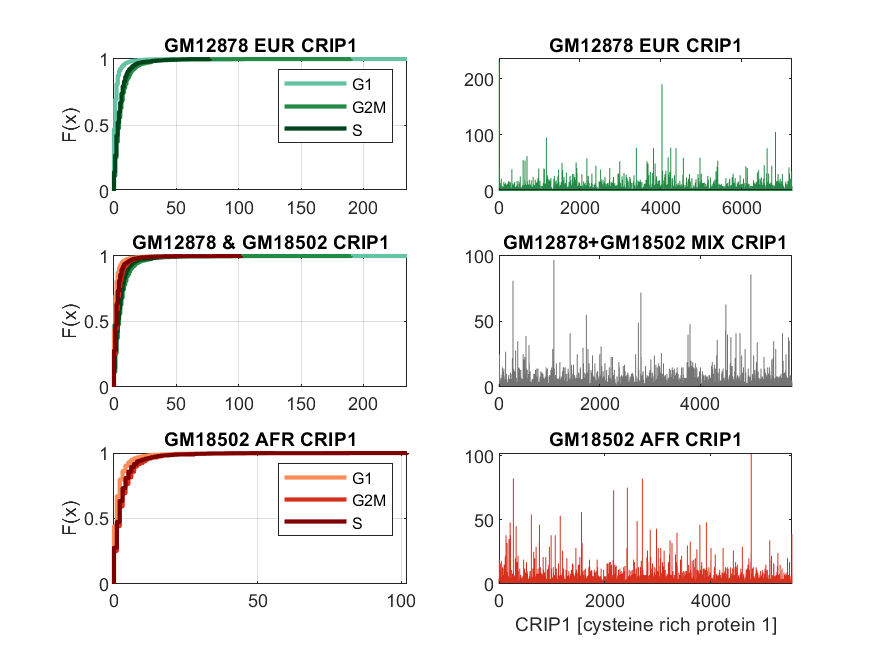 GM12878 EUR CRIP1
F(x)
1
0.5
0
0 50 100 150 200
G1
G2M
S
GM12878 EUR CRIP1
200
100
0
0 2000 4000 6000
GM12878 & GM18502 CRIP1
F(x)
1
0.5
0
0 50 100 150 200
GM12878+GM18502 MIX CRIP1
100
50
0
0 2000 4000
GM18502 AFR CRIP1
F(x)
1
0.5
0
0 50 100
G1
G2M
S
GM18502 AFR CRIP1
100
50
0
0 2000 4000
CRIP1 [cysteine rich protein 1]